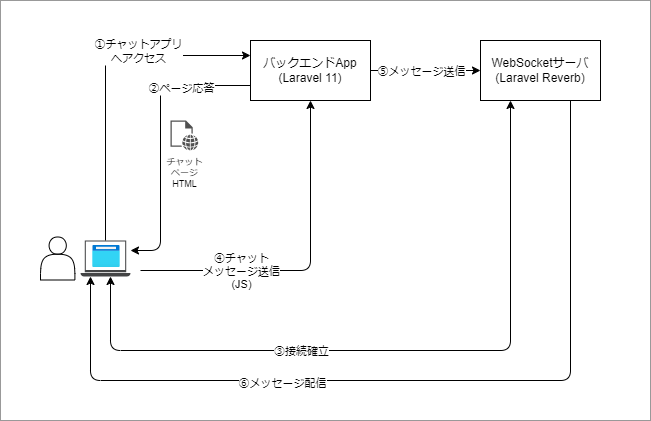 ①チャットアプリ
へアクセス
バックエンドApp
(Laravel 11)
⑤メッセージ送信
WebSocketサーバ
(Laravel Reverb)
②ページ応答
チャット
ページ
HTML
④チャット
メッセージ送信
(JS)
③接続確立
⑥メッセージ配信